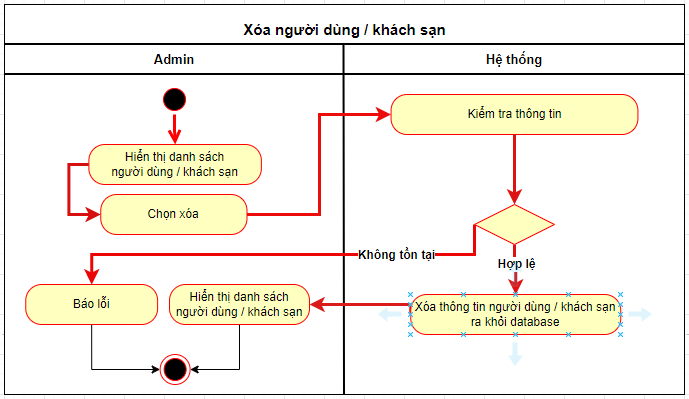 Xóa người dùng / khách sạn
Admin
Hệ thống
Kiểm tra thông tin
Hiển thị danh sách
người dùng / khách sạn
Chọn xóa
Không tồn tại
Hợp lệ
Báo lỗi
Hiển thị danh sách
người dùng / khách sạn
Xóa thông tin người dùng / khách sạn
ra khỏi database